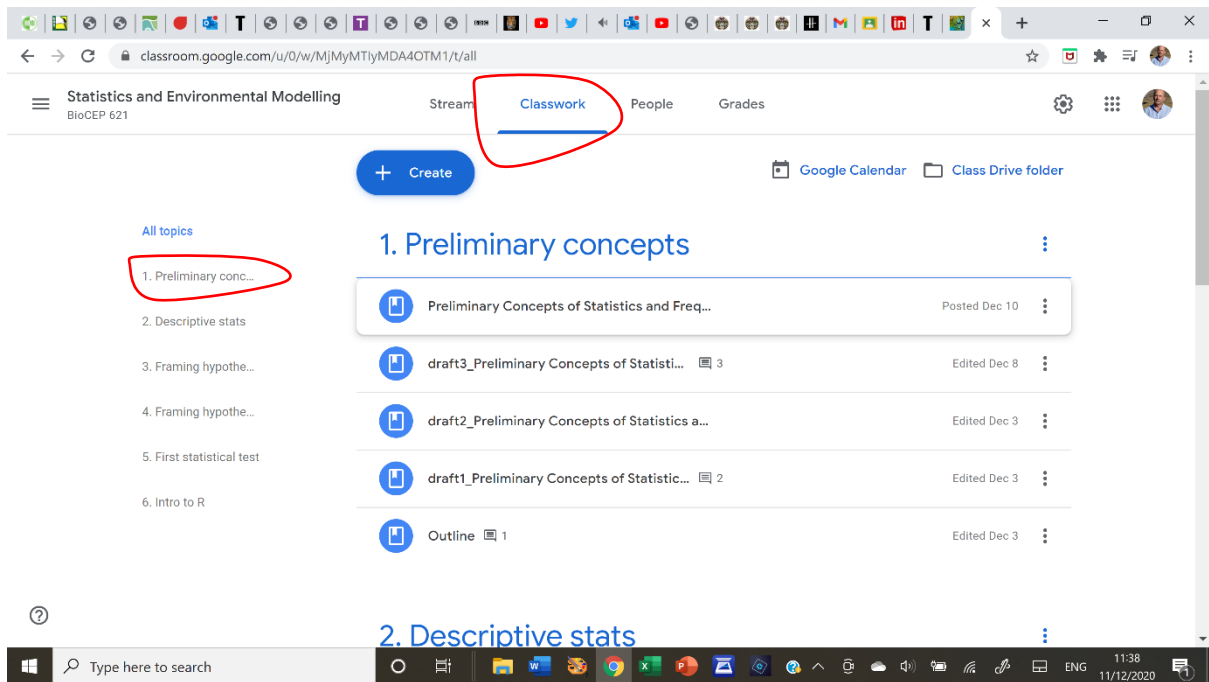 classroom.google.com/u/0/w/MjMyMTIyMDA4OTM1/t/all
Statistics and Environmental Modelling
BioCEP 621
Stream Classwork People Grades
Create
Google Calendar Class Drive folder
All topics
1. Preliminary conc...
2. Descriptive stats
3. Framing hypothe...
4. Framing hypothe...
5. First statistical test
6. Intro to R
1. Preliminary concepts
Preliminary Concepts of Statistics and Freq... Posted Dec 10
draft3_Preliminary Concepts of Statisti... 3 Edited Dec 8
draft2_Preliminary Concepts of Statistics a... Edited Dec 3
draft1_Preliminary Concepts of Statistic... 2 Edited Dec 3
Outline 1 Edited Dec 3
2. Descriptive stats
Type here to search
ENG
11:38
11/12/2020
1